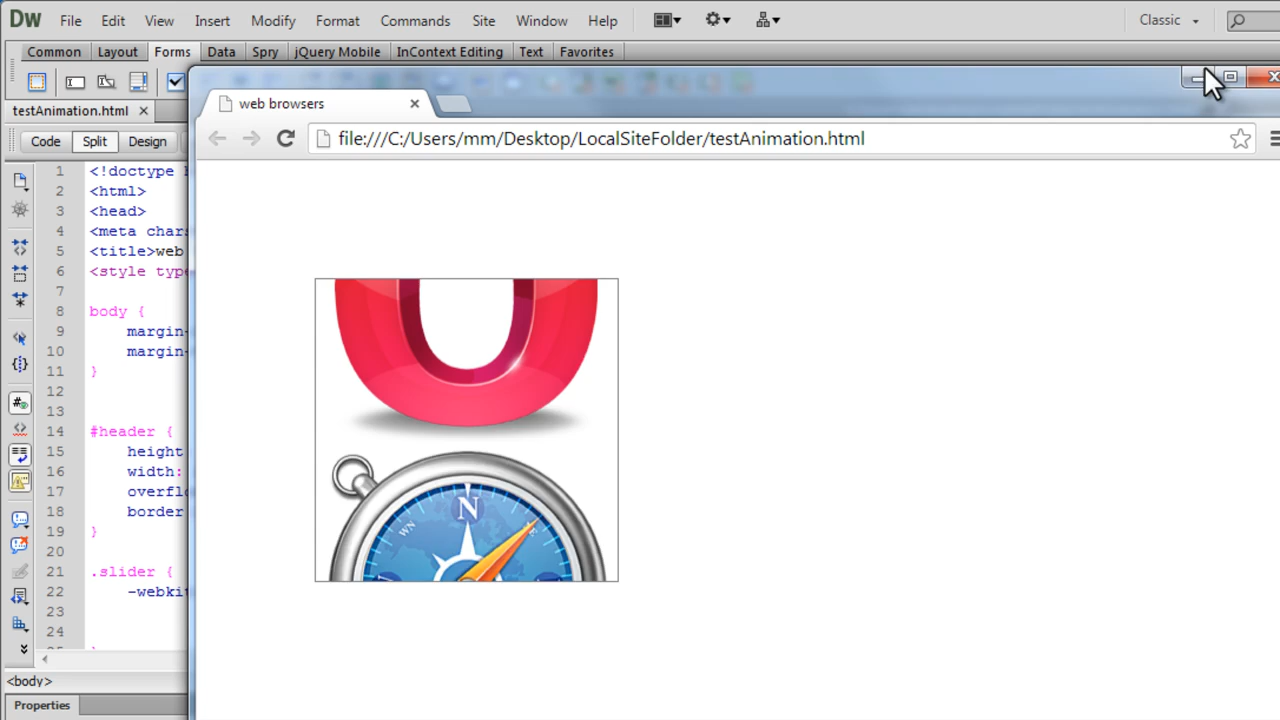 Dw File Edit View Insert Modify Format Commands Site Window Help Classic
Common Layout Forms Data Spry jQuery Mobile InContext Editing Text Favorites
testAnimation.html
web browsers
Code Split Design
file:///C:/Users/mm/Desktop/LocalSiteFolder/testAnimation.html
1 <!doctype
2 <html>
3 <head>
4 <meta chars
5 <title>web
6 <style type
7
8 body {
9 margin-
10 margin-
11 }
12
13
14 #header {
15 height
16 width:
17 overflo
18 border
19 }
20
21 .slider {
22 -webkit
23
24
N
WN
E
<body>
Properties